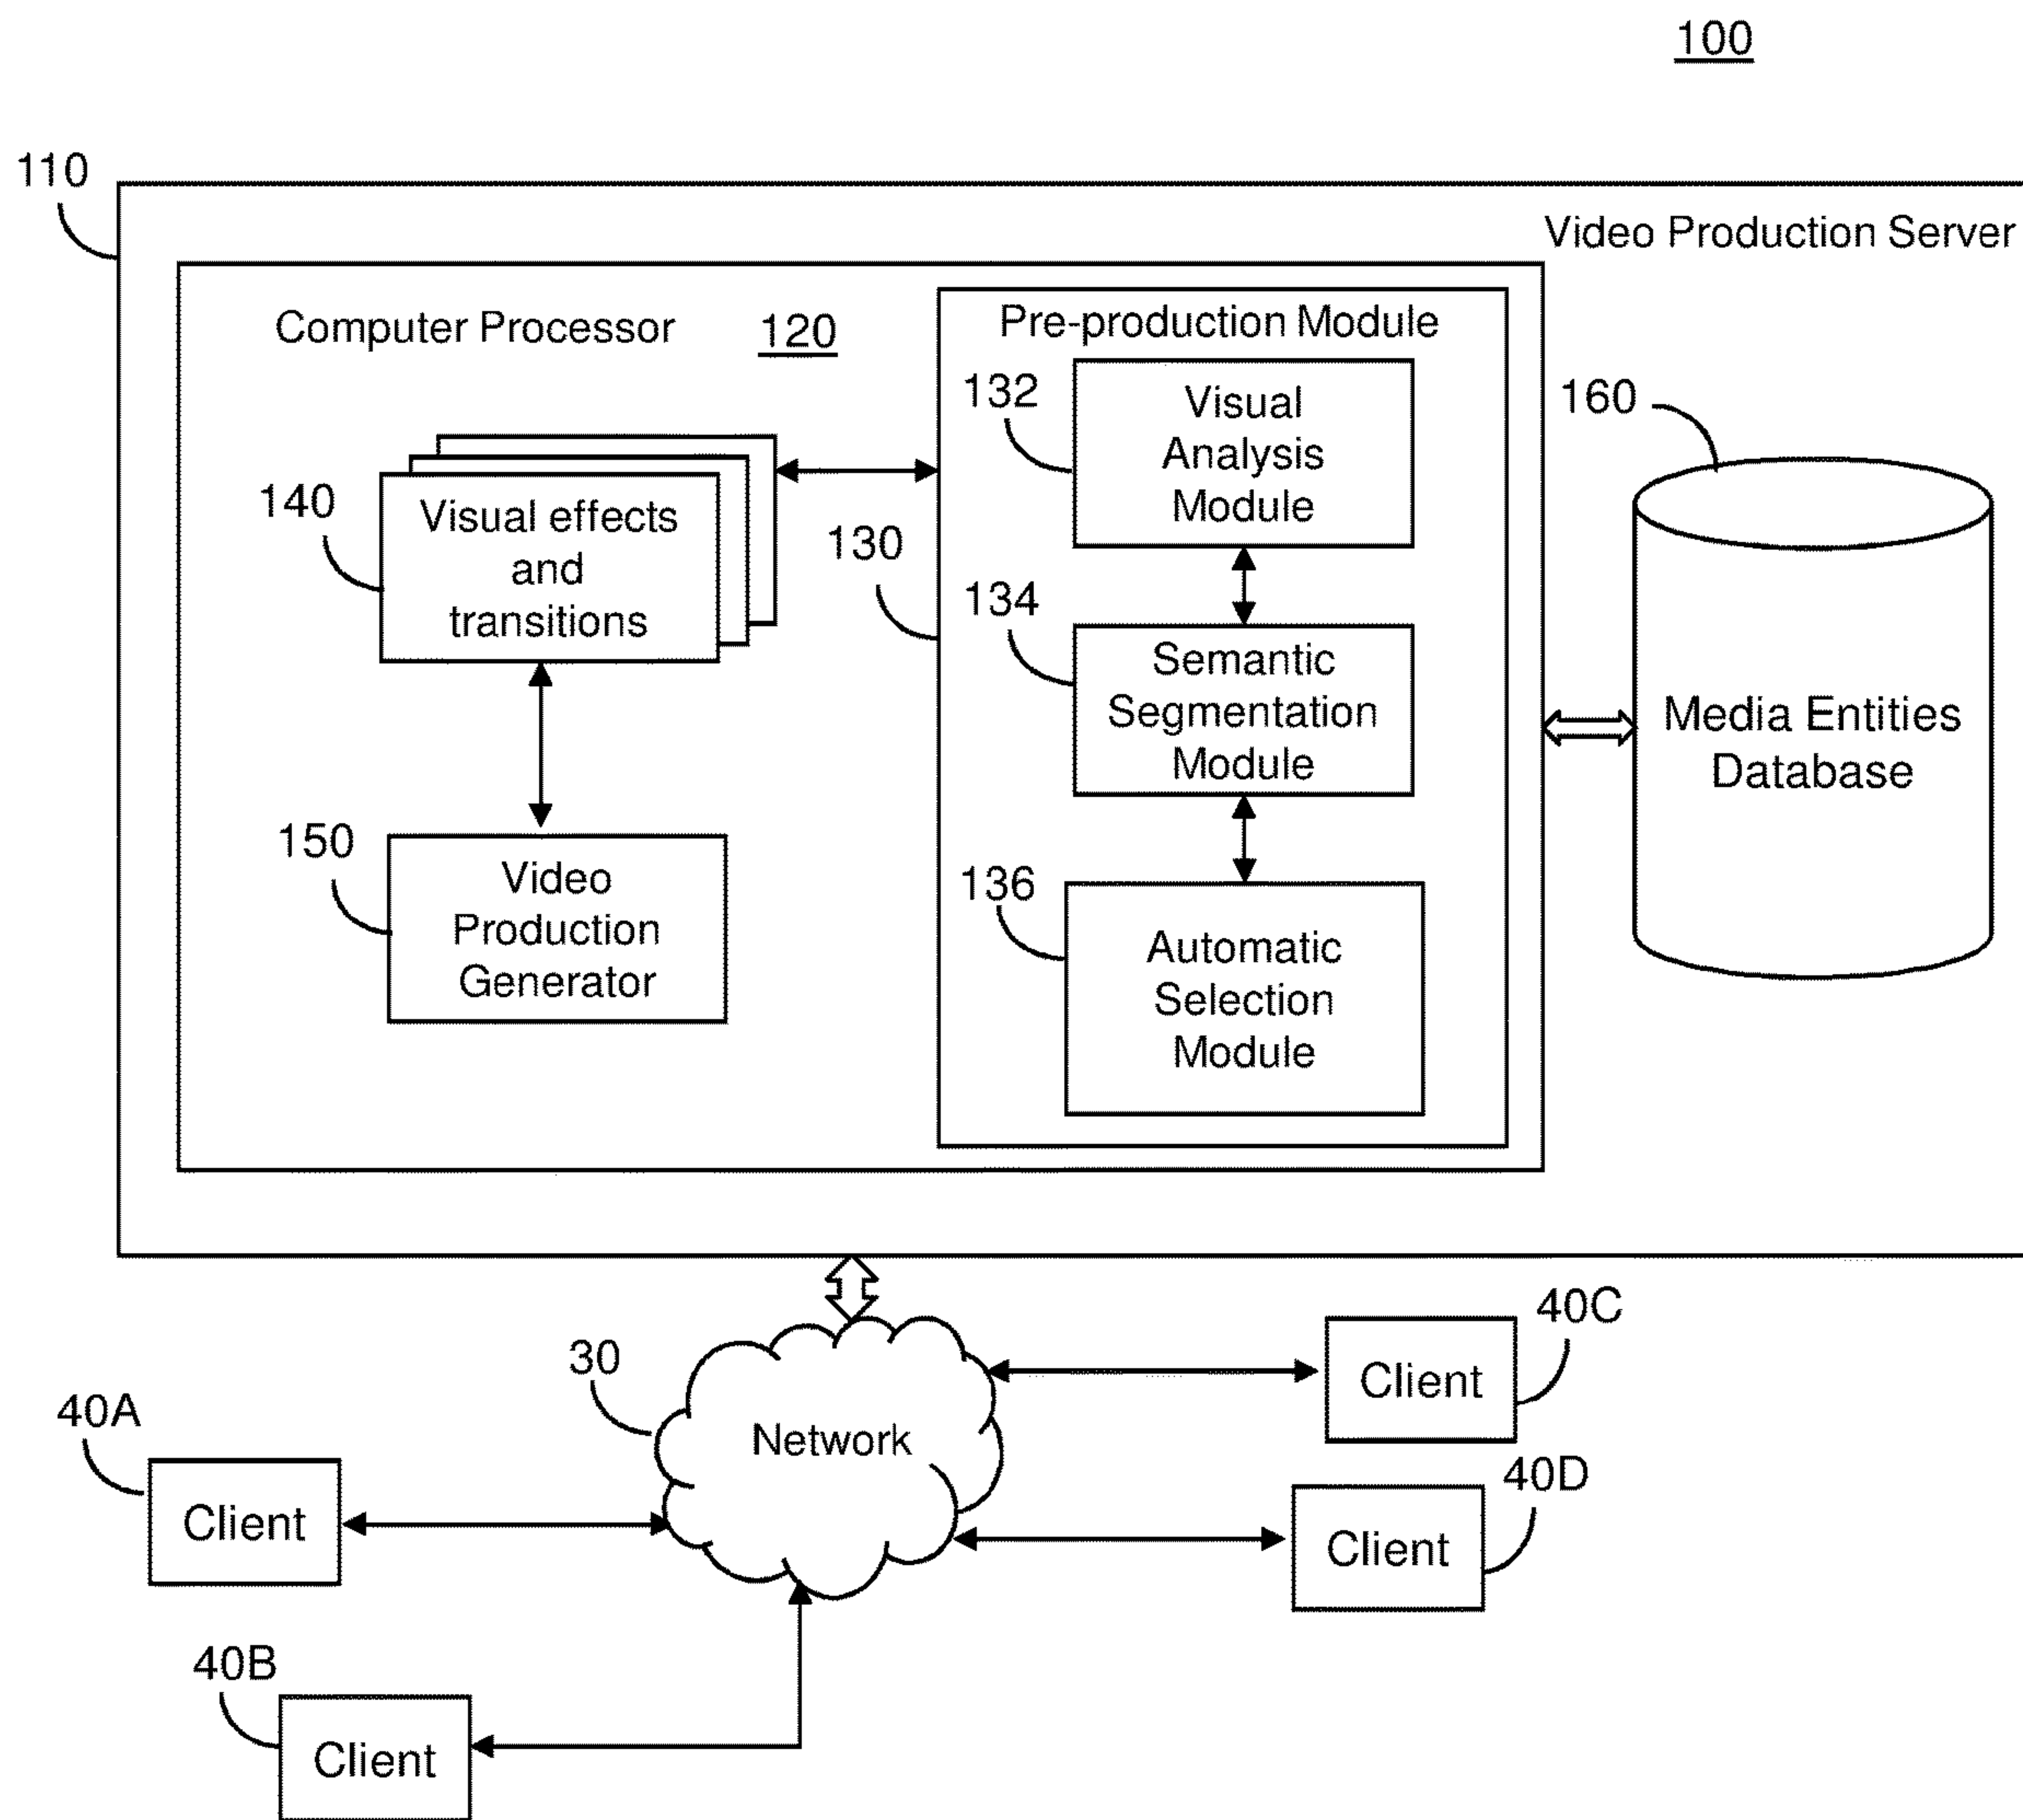 100
110
Video Production Server
Computer Processor
120
Pre-production Module
132
Visual
Analysis
Module
160
140
Visual effects
and
transitions
130
134
Semantic
Segmentation
Module
Media Entities
Database
150
Video
Production
Generator
136
Automatic
Selection
Module
30
Network
40C
Client
40A
Client
40D
Client
40B
Client